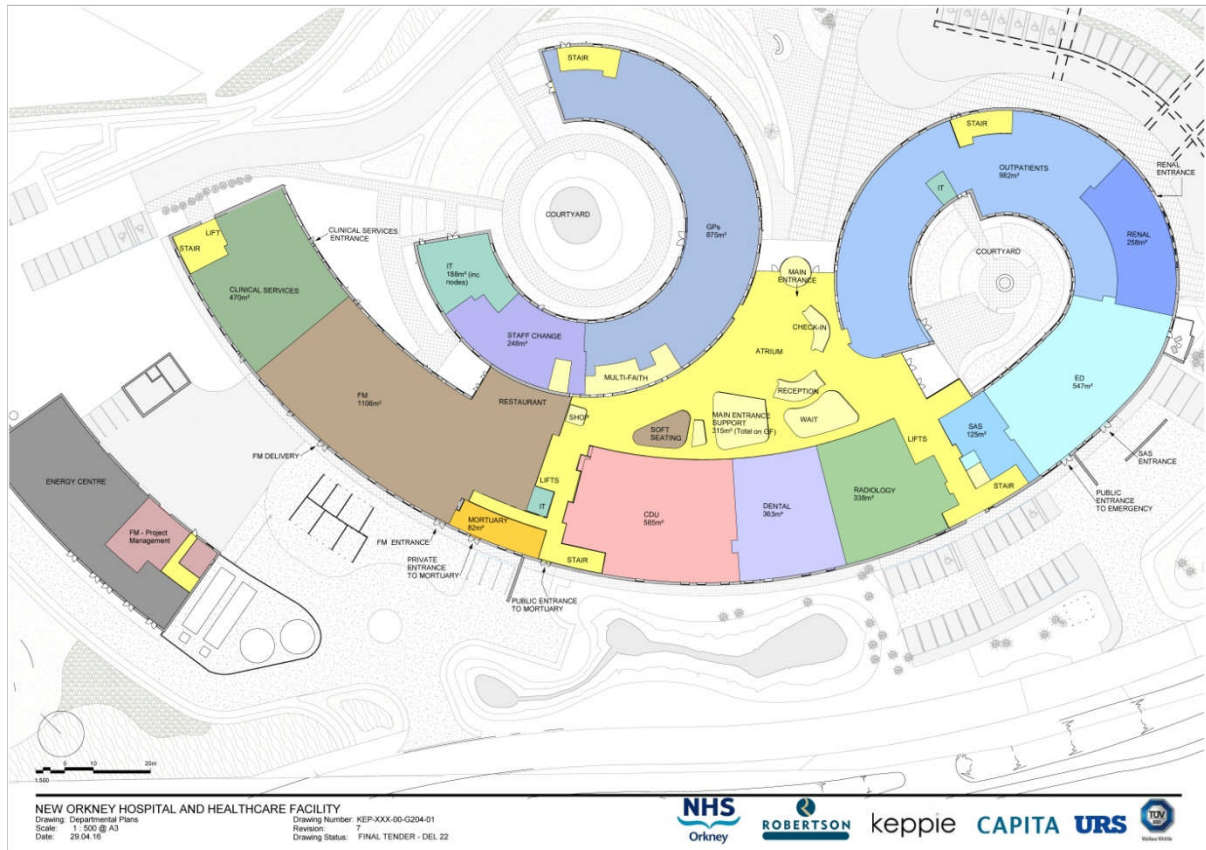 STAIR
STAIR
OUTPATIENTS
982m²
RENAL
ENTRANCE
IT
LIFT
STAIR
CLINICAL SERVICES
ENTRANCE
COURTYARD
GPs
875m²
RENAL
258m²
COURTYARD
IT
188m² (inc
nodes)
MAIN
ENTRANCE
CLINICAL SERVICES
470m²
CHECK-IN
STAFF CHANGE
248m²
ATRIUM
MULTI-FAITH
ED
547m²
RECEPTION
FM
1106m²
RESTAURANT
SHOP
MAIN ENTRANCE
SUPPORT
315m² (Total on GF)
WAIT
SOFT
SEATING
SAS
125m²
LIFTS
FM DELIVERY
SAS
ENTRANCE
ENERGY CENTRE
LIFTS
STAIR
RADIOLOGY
338m²
PUBLIC
ENTRANCE
TO EMERGENCY
IT
CDU
585m²
DENTAL
363m²
MORTUARY
82m²
FM - Project
Management
FM ENTRANCE
STAIR
PRIVATE
ENTRANCE
TO MORTUARY
PUBLIC ENTRANCE
TO MORTUARY
0 10 20m
1:500
NEW ORKNEY HOSPITAL AND HEALTHCARE FACILITY
Drawing: Departmental Plans
Scale: 1 : 500 @ A3
Date: 29.04.16
Drawing Number: KEP-XXX-00-G204-01
Revision: 7
Drawing Status: FINAL TENDER - DEL 22
NHS
Orkney
ROBERTSON
keppie
CAPITA
URS
TÜV